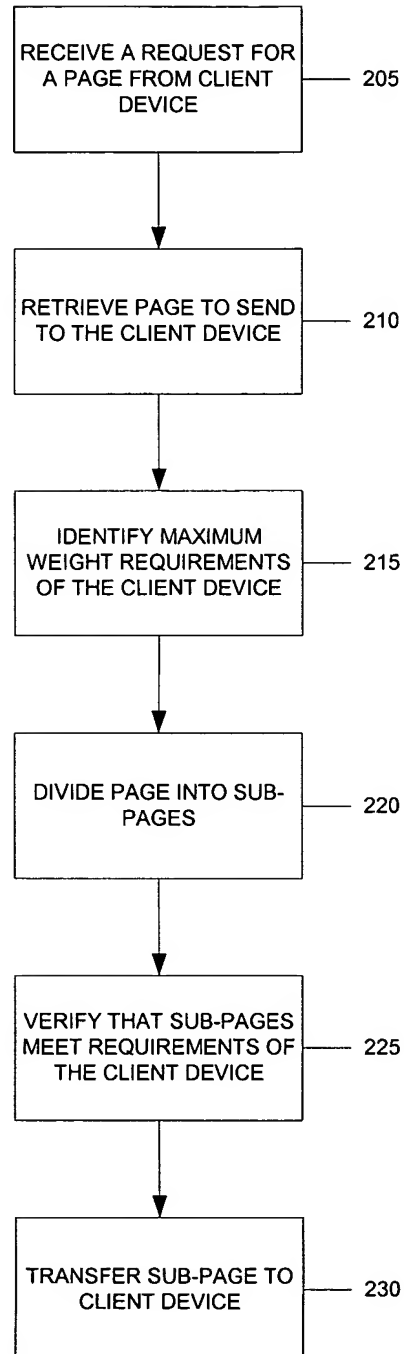 RECEIVE A REQUEST FOR
A PAGE FROM CLIENT
DEVICE
205
RETRIEVE PAGE TO SEND
TO THE CLIENT DEVICE
210
IDENTIFY MAXIMUM
WEIGHT REQUIREMENTS
OF THE CLIENT DEVICE
215
DIVIDE PAGE INTO SUB-
PAGES
220
VERIFY THAT SUB-PAGES
MEET REQUIREMENTS OF
THE CLIENT DEVICE
225
TRANSFER SUB-PAGE TO
CLIENT DEVICE
230